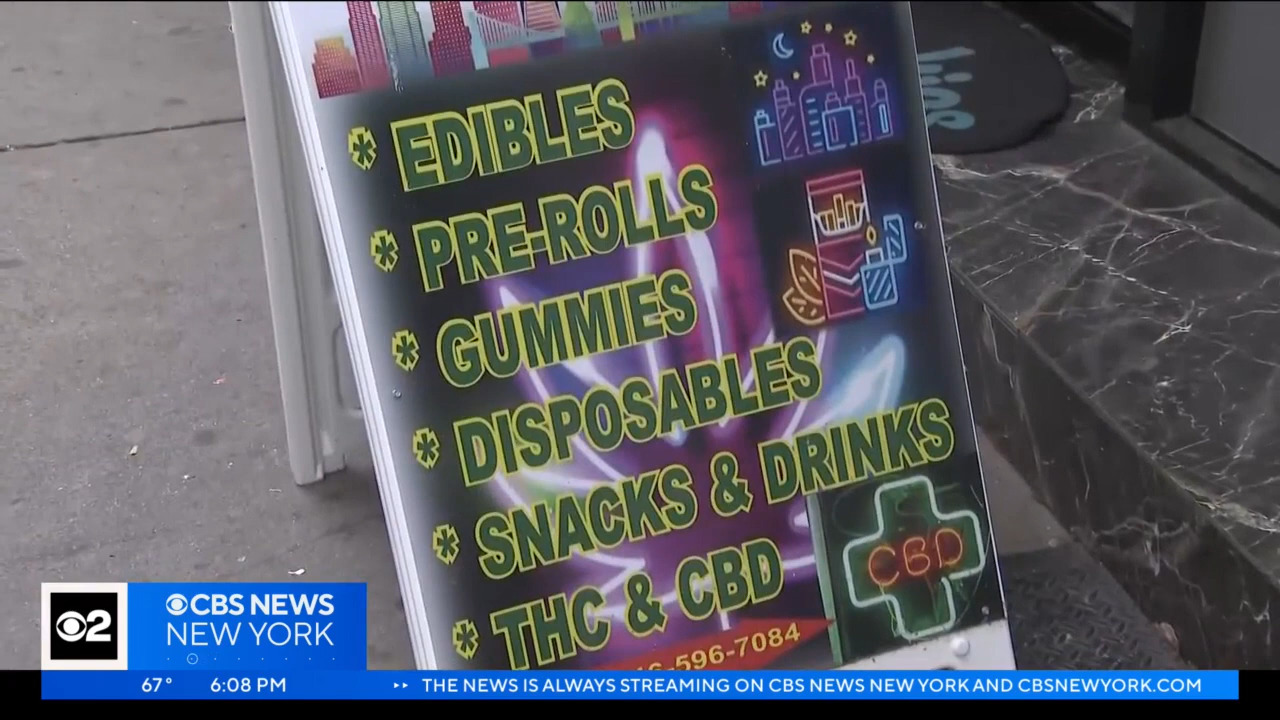 * EDIBLES
* PRE-ROLLS
* GUMMIES
* DISPOSABLES
* SNACKS & DRINKS
* THC & CBD
CBD
6-596-7084
2
CBS NEWS
NEW YORK
67° 6:08 PM THE NEWS IS ALWAYS STREAMING ON CBS NEWS NEW YORK AND CBSNEWYORK.COM